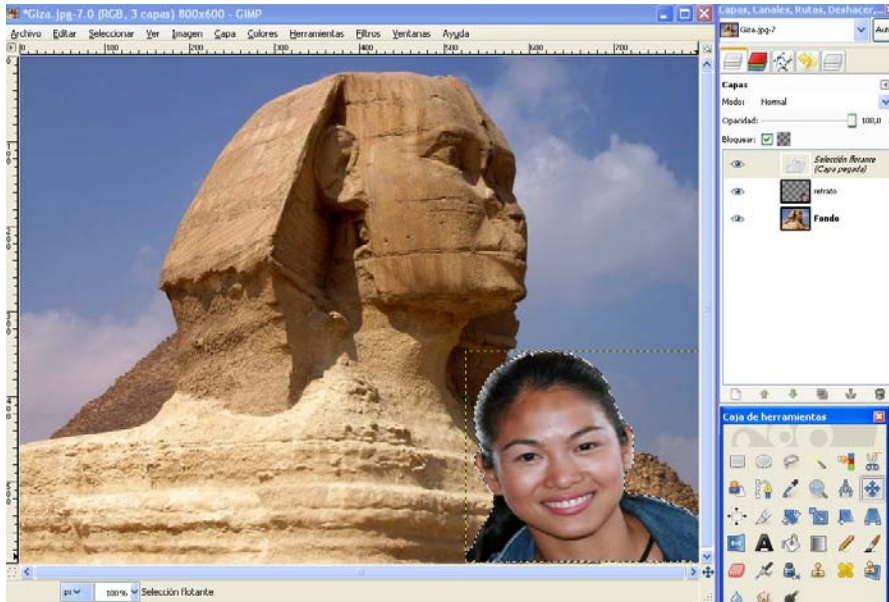 *Giza.jpg-7.0 (RGB, 3 capas) 800x600 - GIMP
Archivo Editar Seleccionar Ver Imagen Capa Colores Herramientas Filtros Ventanas Ayuda
0 100 200 300 400 500 600 700
px 100% Selección flotante
Capas, Canales, Rutas, Deshacer,...
Giza.jpg-7
Capas
Modo: Normal
Opacidad: 100,0
Bloquear:
Selección flotante
(Capa pegada)
retrato
Fondo
Caja de herramientas